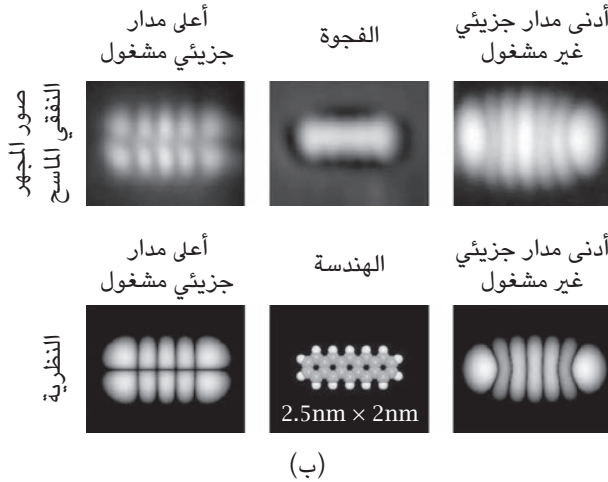 أدنى مدار جزيئي
غير مشغول
الفجوة
أعلى مدار
جزيئي مشغول
صور المجهر
النفقي الماسح
أدنى مدار جزيئي
غير مشغول
الهندسة
أعلى مدار
جزيئي مشغول
النظرية
2.5nm × 2nm
(ب)